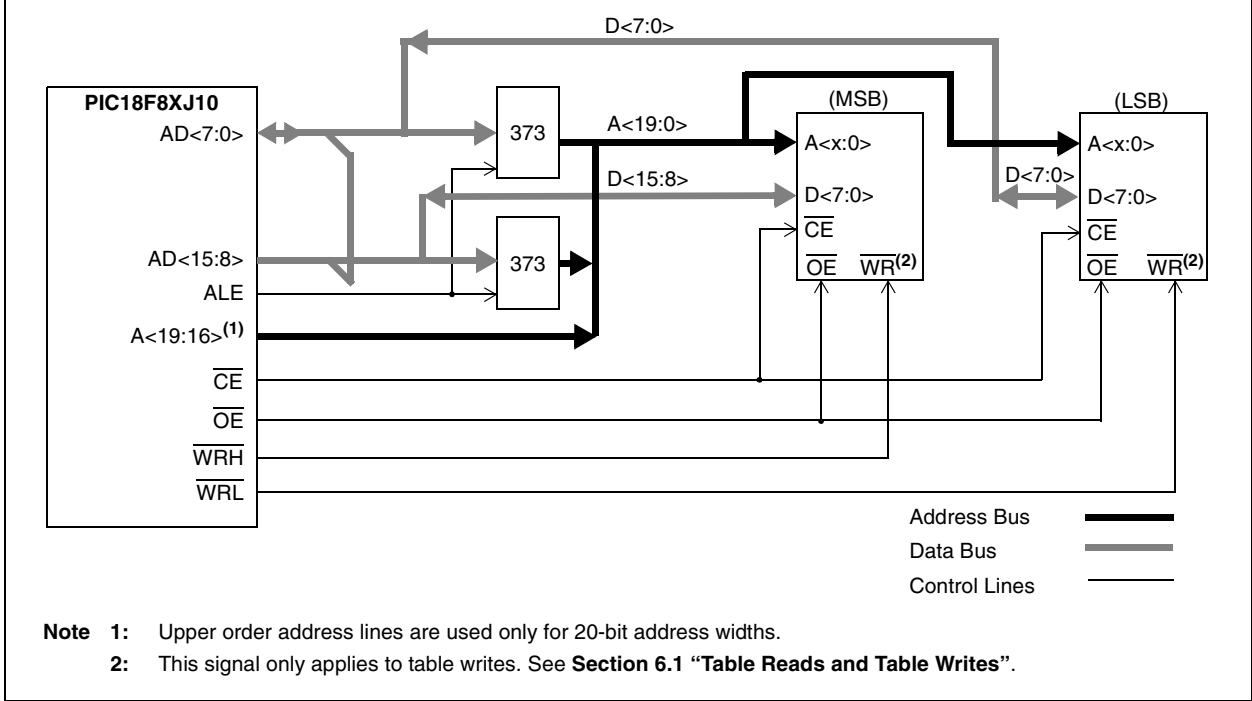 D<7:0>
PIC18F8XJ10
AD<7:0>
373
A<19:0>
(MSB)
A<x:0>
D<7:0>
CE
OE WR(2)
(LSB)
A<x:0>
D<7:0>
D<7:0>
CE
OE WR(2)
D<15:8>
AD<15:8>
373
ALE
A<19:16>(1)
CE
OE
WRH
WRL
Address Bus
Data Bus
Control Lines
Note 1: Upper order address lines are used only for 20-bit address widths.
2: This signal only applies to table writes. See Section 6.1 “Table Reads and Table Writes”.